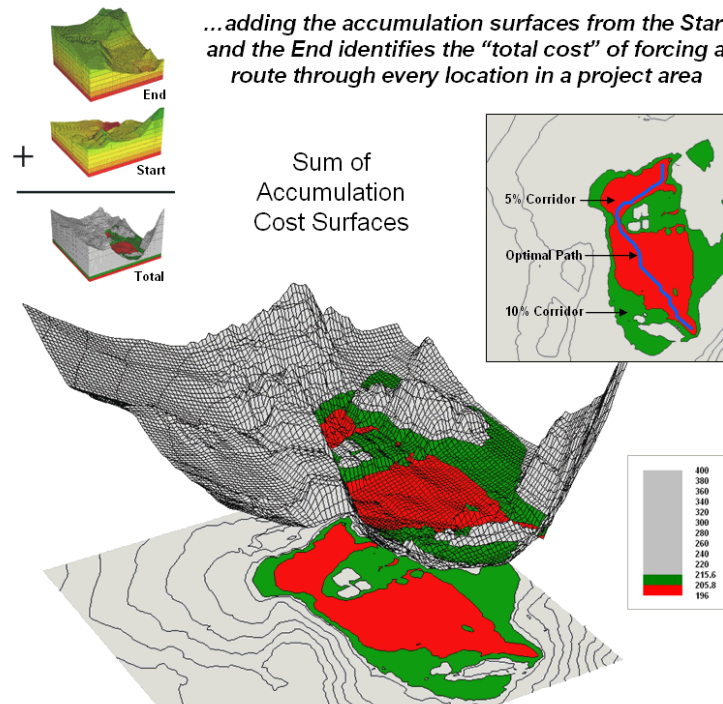 ...adding the accumulation surfaces from the Star
and the End identifies the “total cost” of forcing a
route through every location in a project area
End
+
Start
Total
Sum of
Accumulation
Cost Surfaces
5% Corridor
Optimal Path
10% Corridor
400
380
360
340
320
300
280
260
240
220
215.6
205.8
196